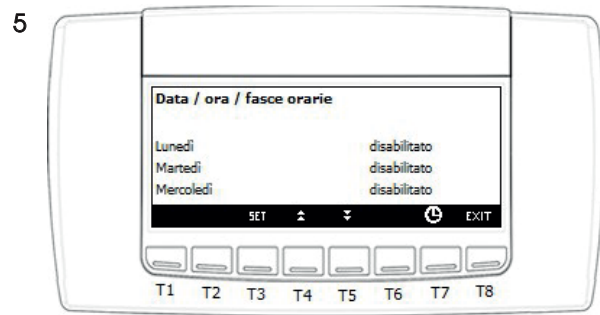 5
Data / ora / fasce orarie
Lunedì disabilitato
Martedì disabilitato
Mercoledì disabilitato
SET EXIT
T1 T2 T3 T4 T5 T6 T7 T8